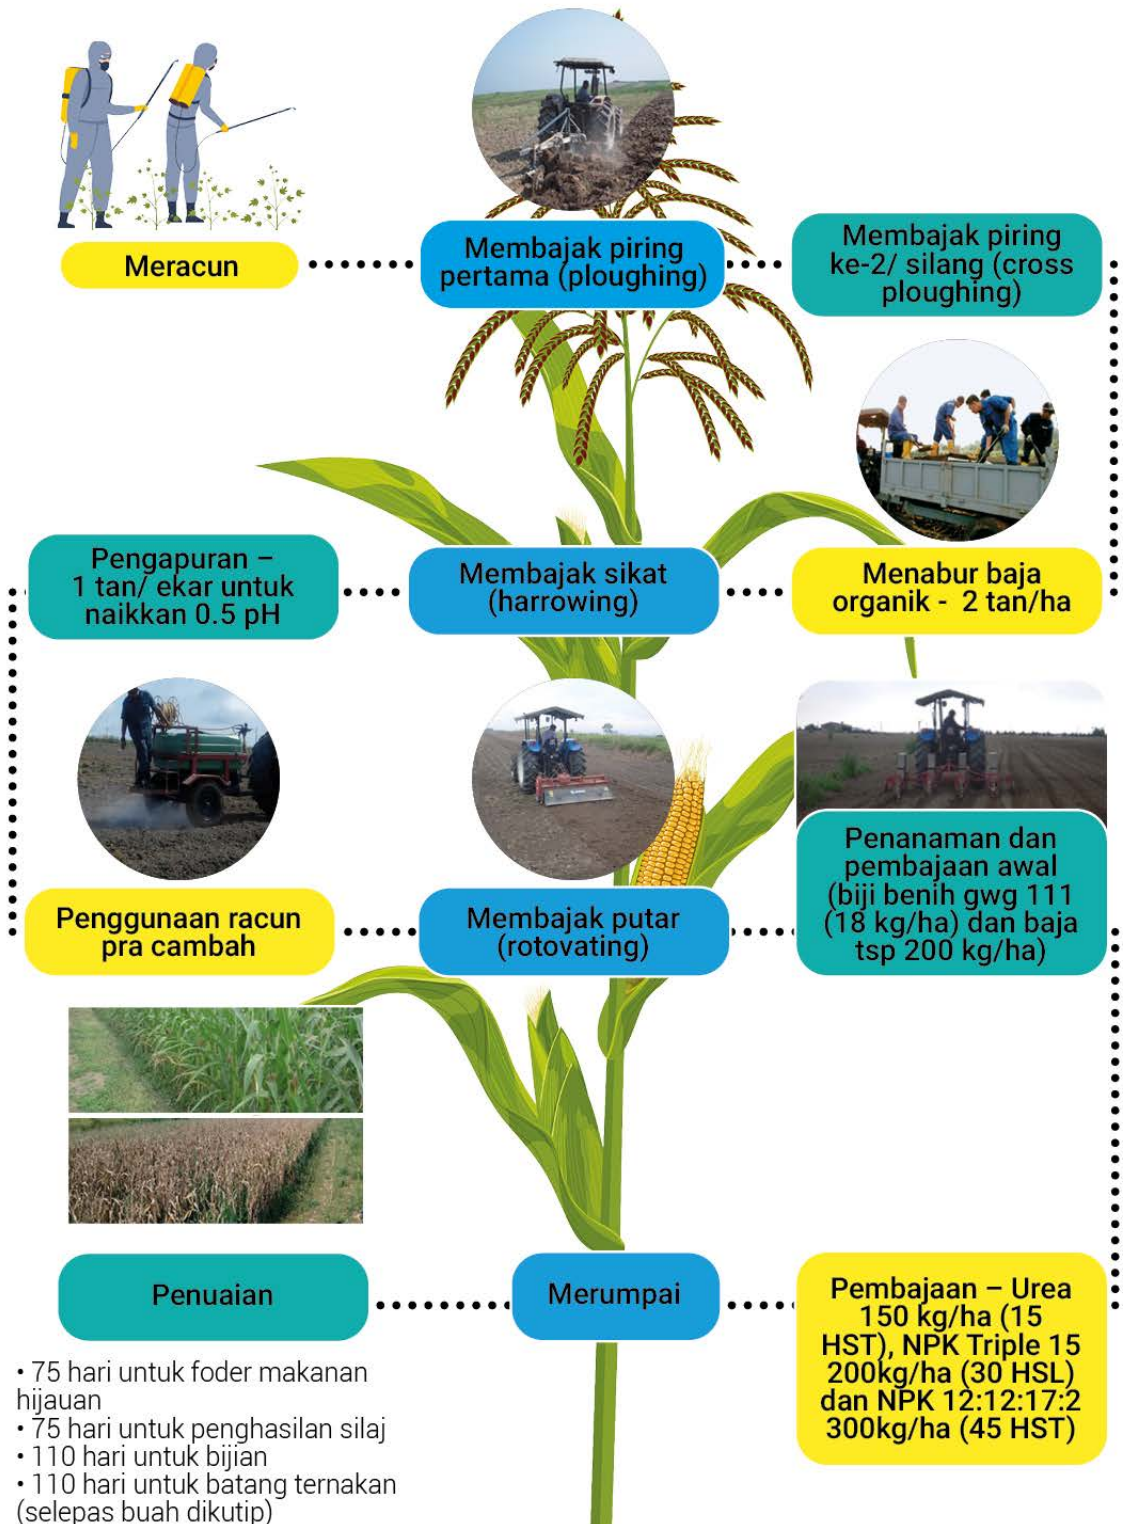 Meracun
Membajak piring
pertama (ploughing)
Membajak piring
ke-2/ silang (cross
ploughing)
Menabur baja
organik -  2 tan/ha
Membajak sikat
(harrowing)
Pengapuran –
1 tan/ ekar untuk
naikkan 0.5 pH
Penggunaan racun
pra cambah
Membajak putar
(rotovating)
Penanaman dan
pembajaan awal
(biji benih gwg 111
(18 kg/ha) dan baja
tsp 200 kg/ha)
Pembajaan – Urea
150 kg/ha (15
HST), NPK Triple 15
200kg/ha (30 HSL)
dan NPK 12:12:17:2
300kg/ha (45 HST)
Merumpai
Penuaian
• 75 hari untuk foder makanan
hijauan
• 75 hari untuk penghasilan silaj
• 110 hari untuk bijian
• 110 hari untuk batang ternakan
(selepas buah dikutip)